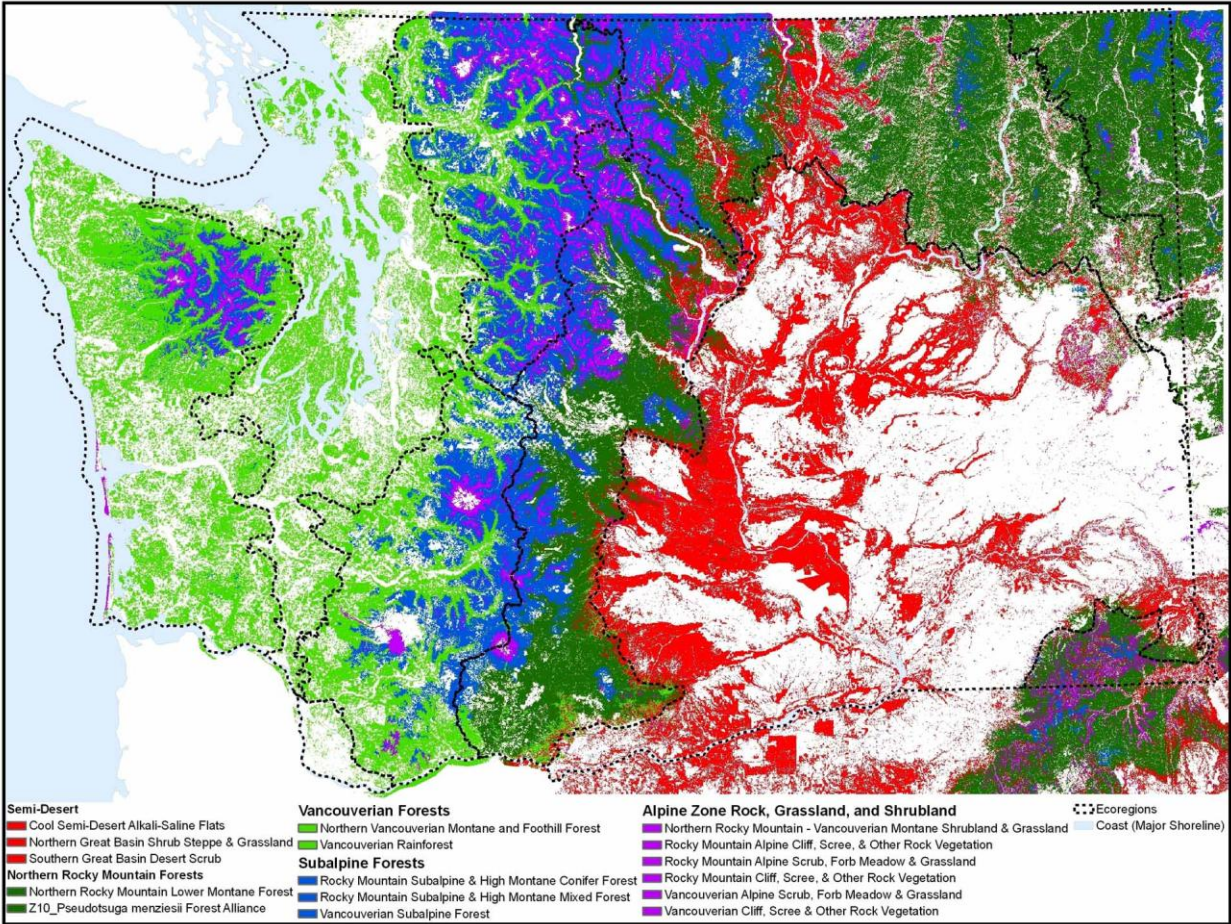 Semi-Desert
Cool Semi-Desert Alkali-Saline Flats
Northern Great Basin Shrub Steppe & Grassland
Southern Great Basin Desert Scrub
Northern Rocky Mountain Forests
Northern Rocky Mountain Lower Montane Forest
Z10_Pseudotsuga menziesii Forest Alliance
Vancouverian Forests
Northern Vancouverian Montane and Foothill Forest
Vancouverian Rainforest
Subalpine Forests
Rocky Mountain Subalpine & High Montane Conifer Forest
Rocky Mountain Subalpine & High Montane Mixed Forest
Vancouverian Subalpine Forest
Alpine Zone Rock, Grassland, and Shrubland
Northern Rocky Mountain - Vancouverian Montane Shrubland & Grassland
Rocky Mountain Alpine Cliff, Scree, & Other Rock Vegetation
Rocky Mountain Alpine Scrub, Forb Meadow & Grassland
Rocky Mountain Cliff, Scree, & Other Rock Vegetation
Vancouverian Alpine Scrub, Forb Meadow & Grassland
Vancouverian Cliff, Scree & Other Rock Vegetation
Ecoregions
Coast (Major Shoreline)